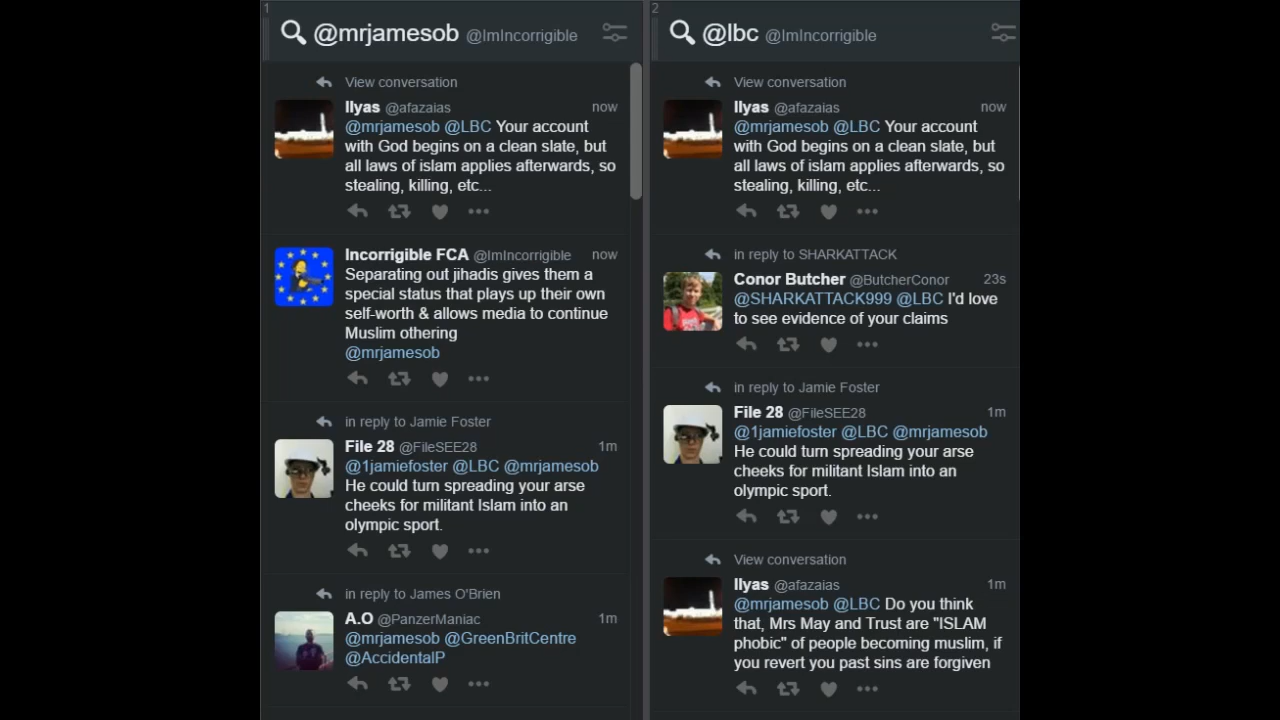 1
@mrjamesob @ImIncorrigible
View conversation
Ilyas @afazaias now
@mrjamesob @LBC Your account
with God begins on a clean slate, but
all laws of islam applies afterwards, so
stealing, killing, etc...
Incorrigible FCA @ImIncorrigible now
Separating out jihadis gives them a
special status that plays up their own
self-worth & allows media to continue
Muslim othering
@mrjamesob
in reply to Jamie Foster
File 28 @FileSEE28 1m
@1jamiefoster @LBC @mrjamesob
He could turn spreading your arse
cheeks for militant Islam into an
olympic sport.
in reply to James O'Brien
A.O @PanzerManiac 1m
@mrjamesob @GreenBritCentre
@AccidentalP
2
@lbc @ImIncorrigible
View conversation
Ilyas @afazaias now
@mrjamesob @LBC Your account
with God begins on a clean slate, but
all laws of islam applies afterwards, so
stealing, killing, etc...
in reply to SHARKATTACK
Conor Butcher @ButcherConor 23s
@SHARKATTACK999 @LBC I'd love
to see evidence of your claims
in reply to Jamie Foster
File 28 @FileSEE28 1m
@1jamiefoster @LBC @mrjamesob
He could turn spreading your arse
cheeks for militant Islam into an
olympic sport.
View conversation
Ilyas @afazaias 1m
@mrjamesob @LBC Do you think
that, Mrs May and Trust are "ISLAM
phobic" of people becoming muslim, if
you revert you past sins are forgiven